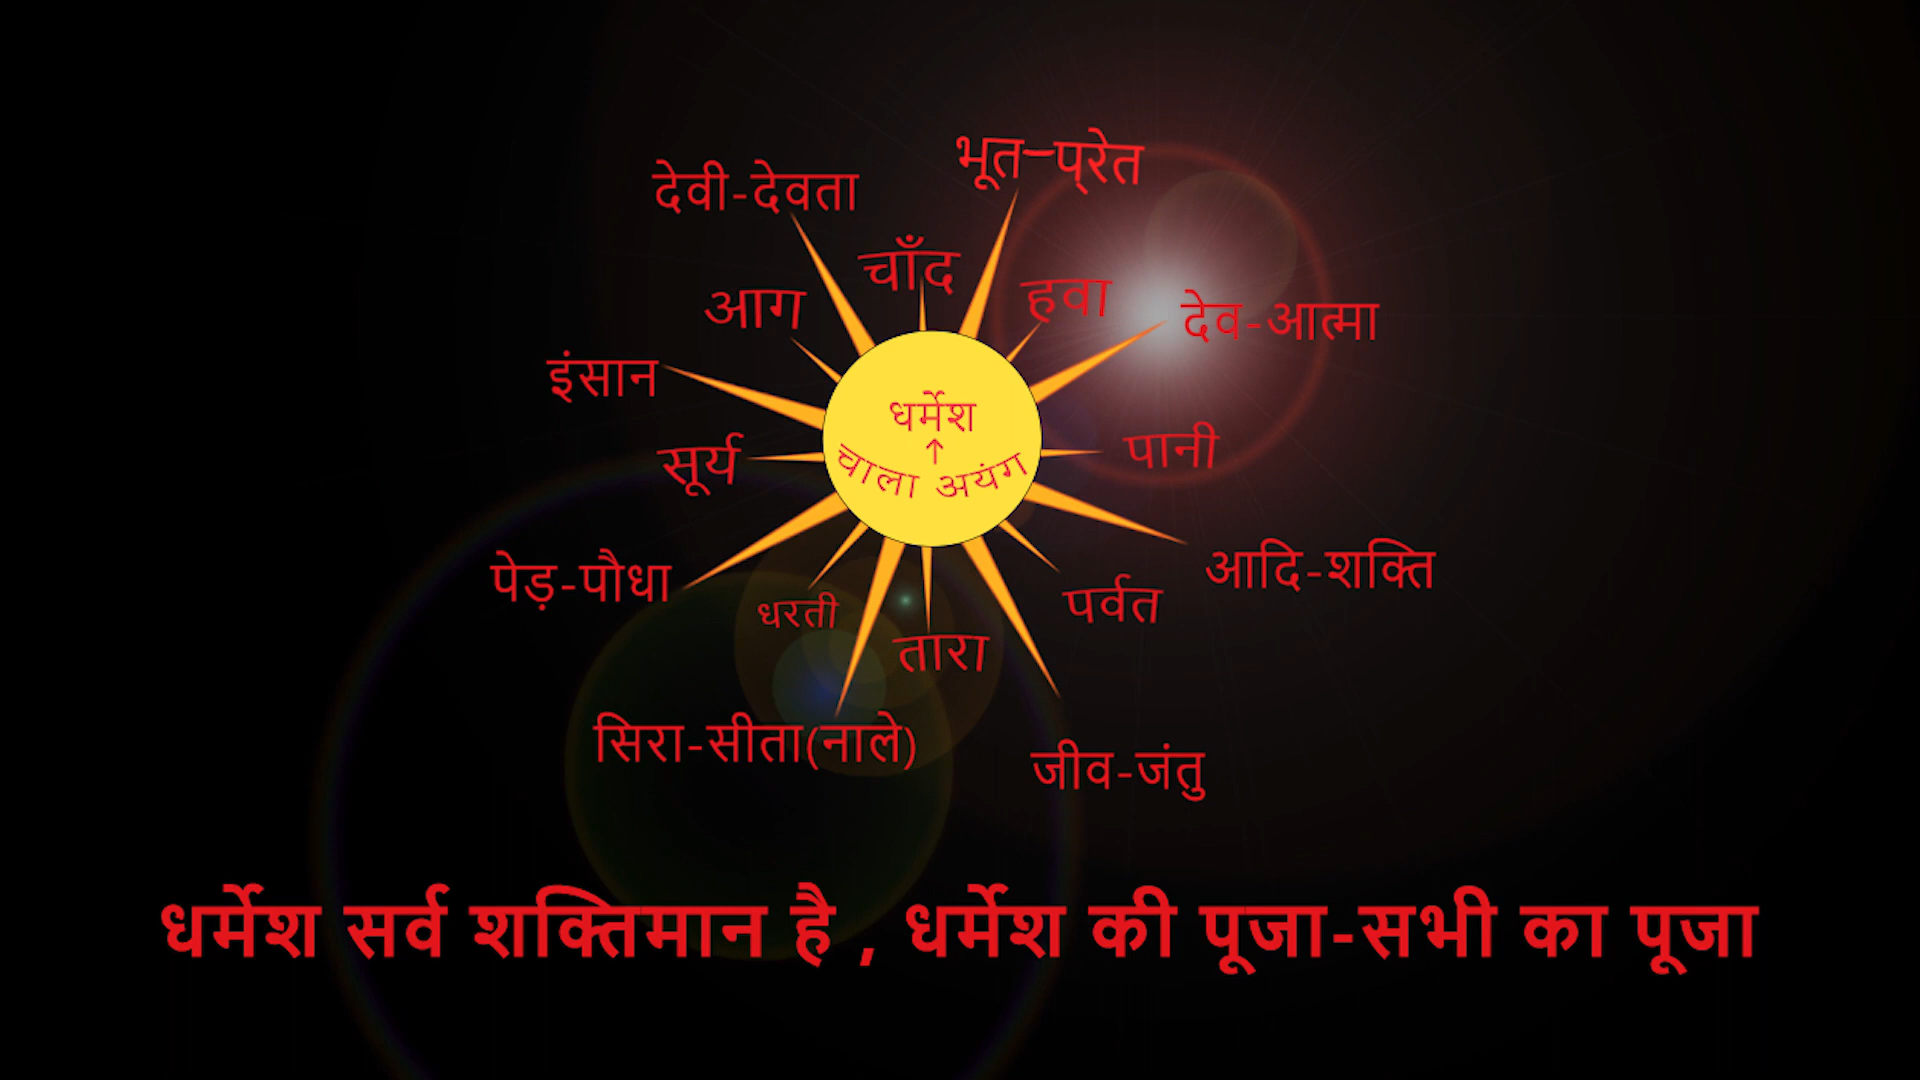 भूत-प्रेत
देवी-देवता
चाँद
हवा
आग
देव-आत्मा
इंसान
धर्मेश
↑
चाला अयंग
सूर्य
पानी
आदि-शक्ति
पेड़-पौधा
धरती
पर्वत
तारा
सिरा-सीता(नाले)
जीव-जंतु
धर्मेश सर्व शक्तिमान है , धर्मेश की पूजा-सभी का पूजा